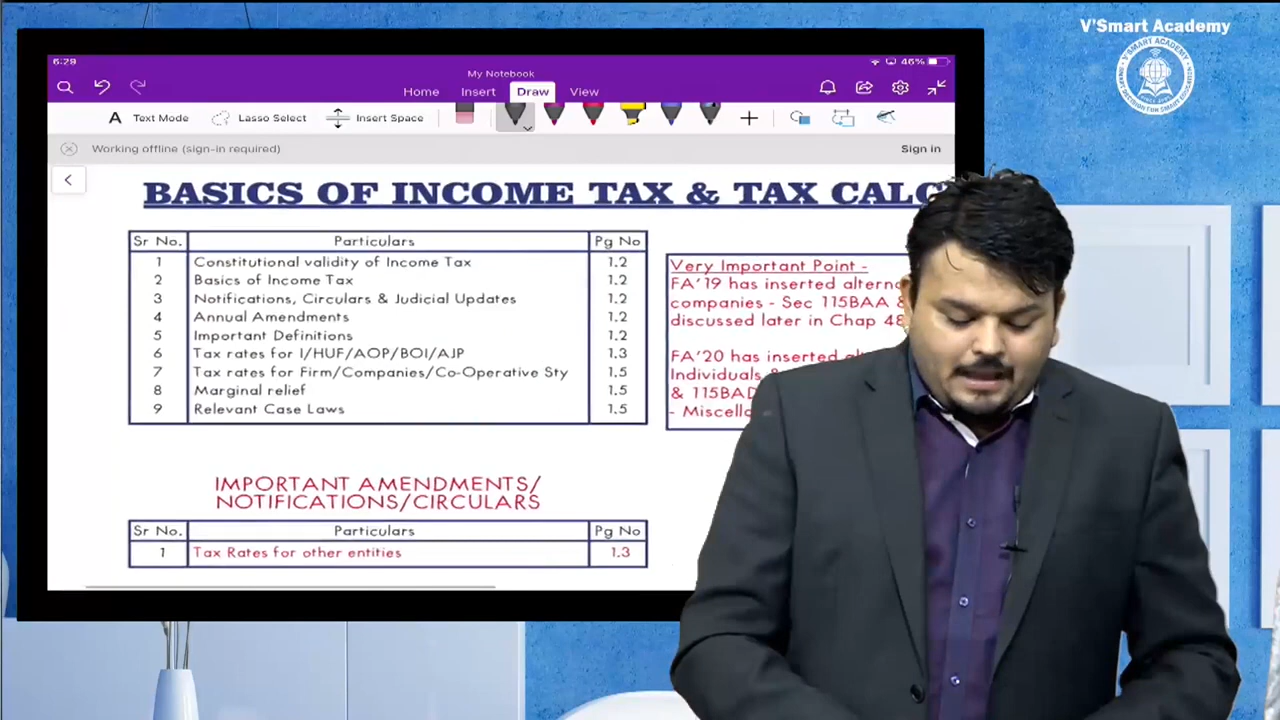 V'Smart Academy
6:29
46%
My Notebook
Home Insert Draw View
Text Mode Lasso Select Insert Space
Working offline (sign-in required) Sign in
BASICS OF INCOME TAX & TAX
Sr No. Particulars Pg No
1 Constitutional validity of Income Tax 1.2
2 Basics of Income Tax 1.2
3 Notifications, Circulars & Judicial Updates 1.2
4 Annual Amendments 1.2
5 Important Definitions 1.2
6 Tax rates for I/HUF/AOP/BOI/AJP 1.3
7 Tax rates for Firm/Companies/Co-Operative Sty 1.5
8 Marginal relief 1.5
9 Relevant Case Laws 1.5
Very Important Point -
FA'19 has inserted
companies - Sec 115BAA &
discussed later in Chap 48
FA'20 has inserted
Individuals
& 115BAD
-
IMPORTANT AMENDMENTS/
NOTIFICATIONS/CIRCULARS
Sr No. Particulars Pg No
1 Tax Rates for other entities 1.3